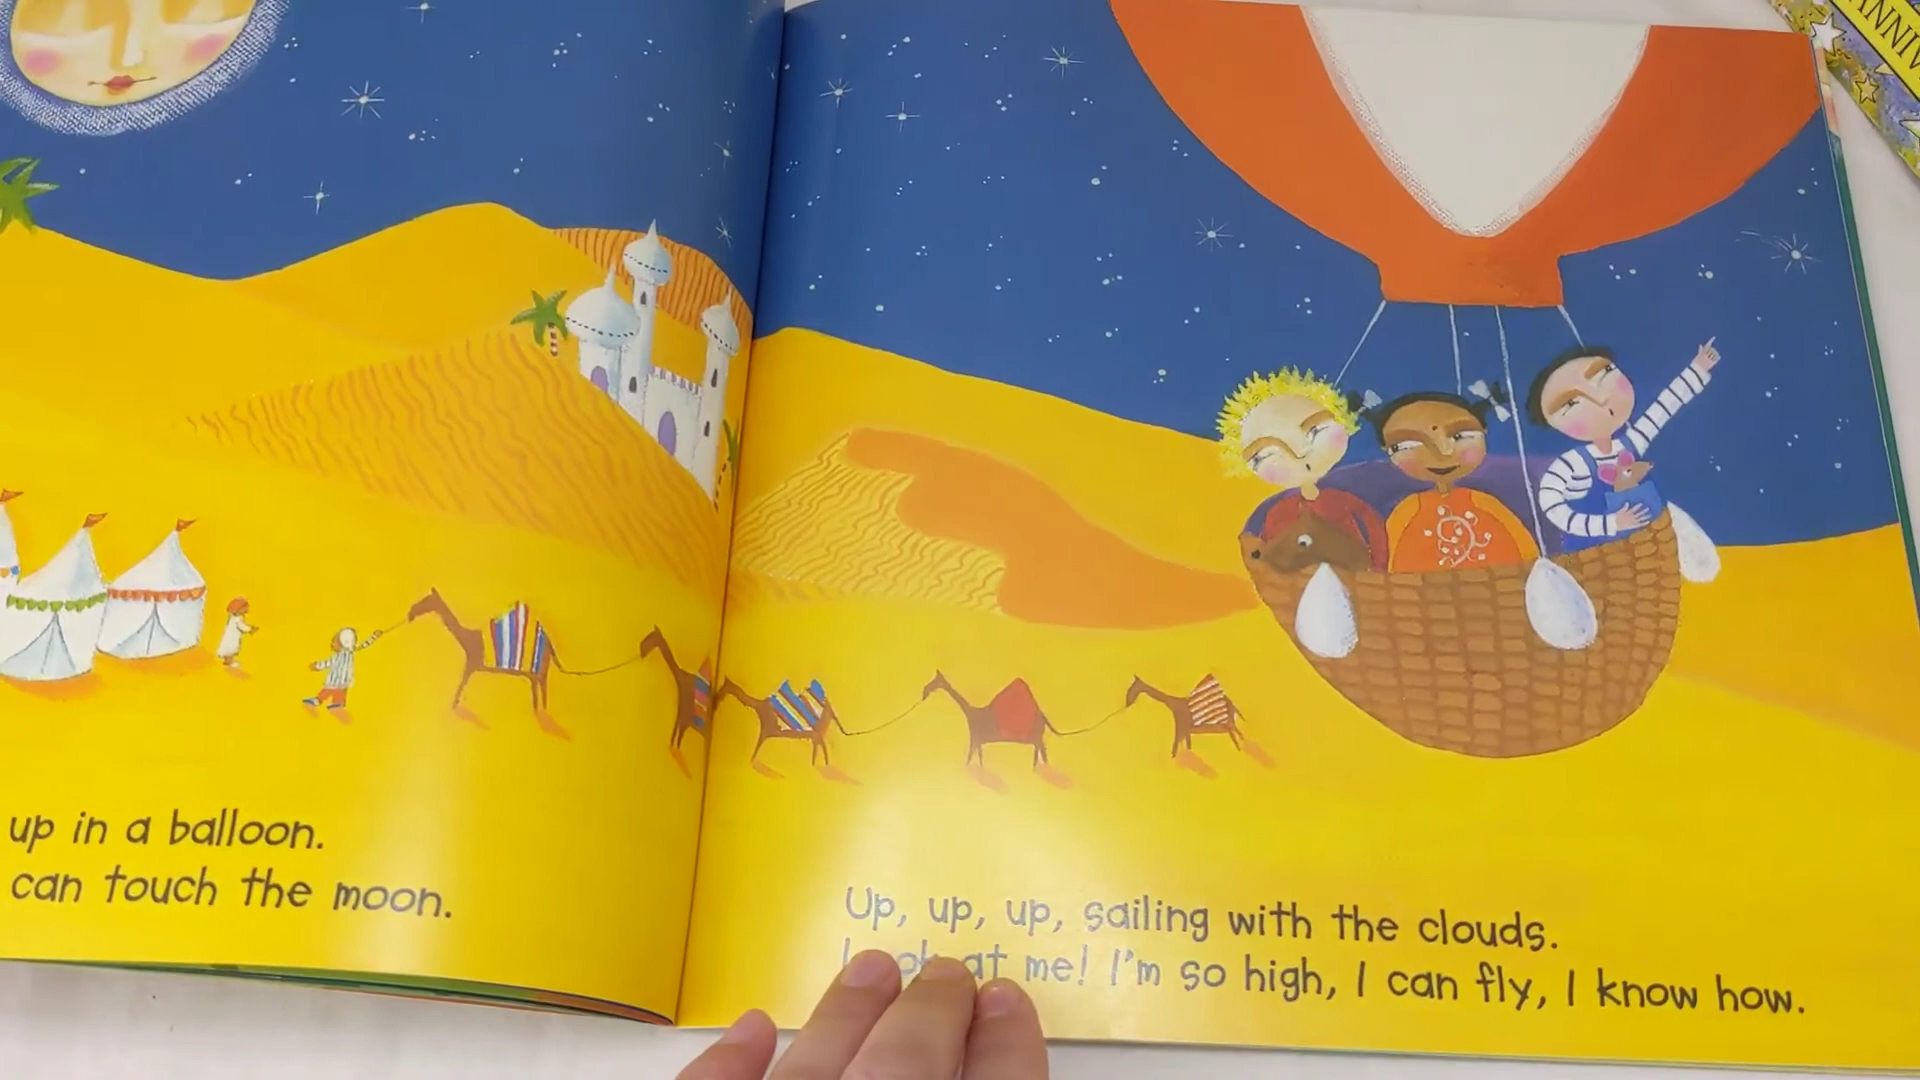 up in a balloon.
can touch the moon.
Up, up, up, sailing with the clouds.
Look at me! I'm so high, I can fly, I know how.